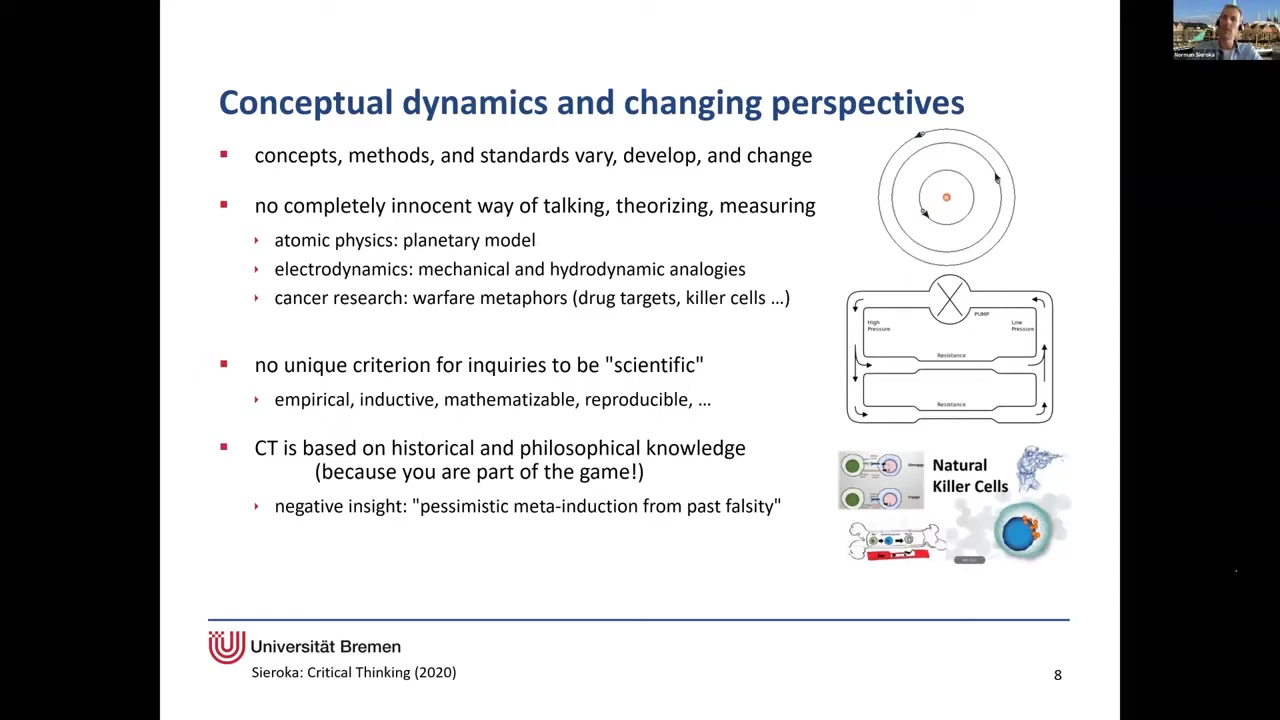 Norman Sieroka
Conceptual dynamics and changing perspectives
concepts, methods, and standards vary, develop, and change
no completely innocent way of talking, theorizing, measuring
atomic physics: planetary model
electrodynamics: mechanical and hydrodynamic analogies
cancer research: warfare metaphors (drug targets, killer cells ...)
no unique criterion for inquiries to be "scientific"
empirical, inductive, mathematizable, reproducible, ...
CT is based on historical and philosophical knowledge
(because you are part of the game!)
negative insight: "pessimistic meta-induction from past falsity"
PUMP
High
Pressure
Low
Pressure
Resistance
Resistance
Natural
Killer Cells
Universität Bremen
Sieroka: Critical Thinking (2020)
8